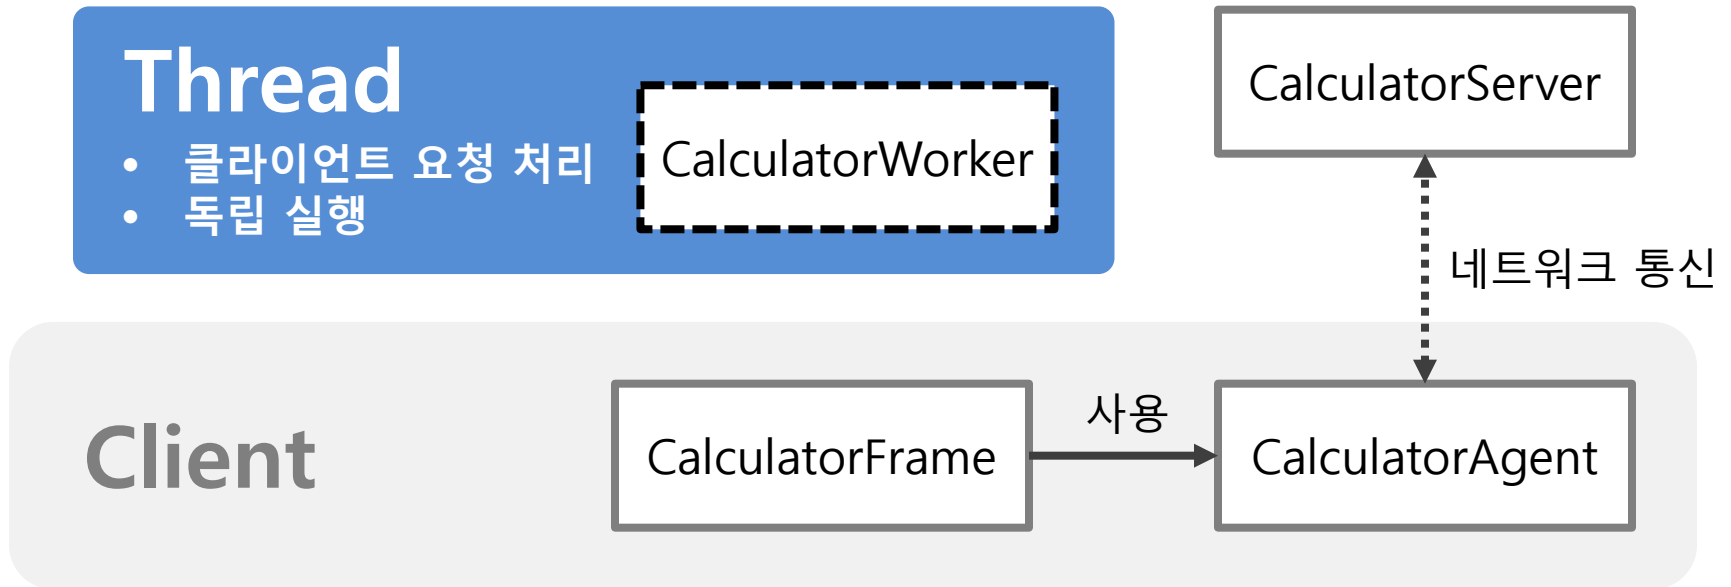 Thread
• 클라이언트 요청 처리
• 독립 실행
CalculatorWorker
CalculatorServer
네트워크 통신
Client
CalculatorFrame
사용
CalculatorAgent